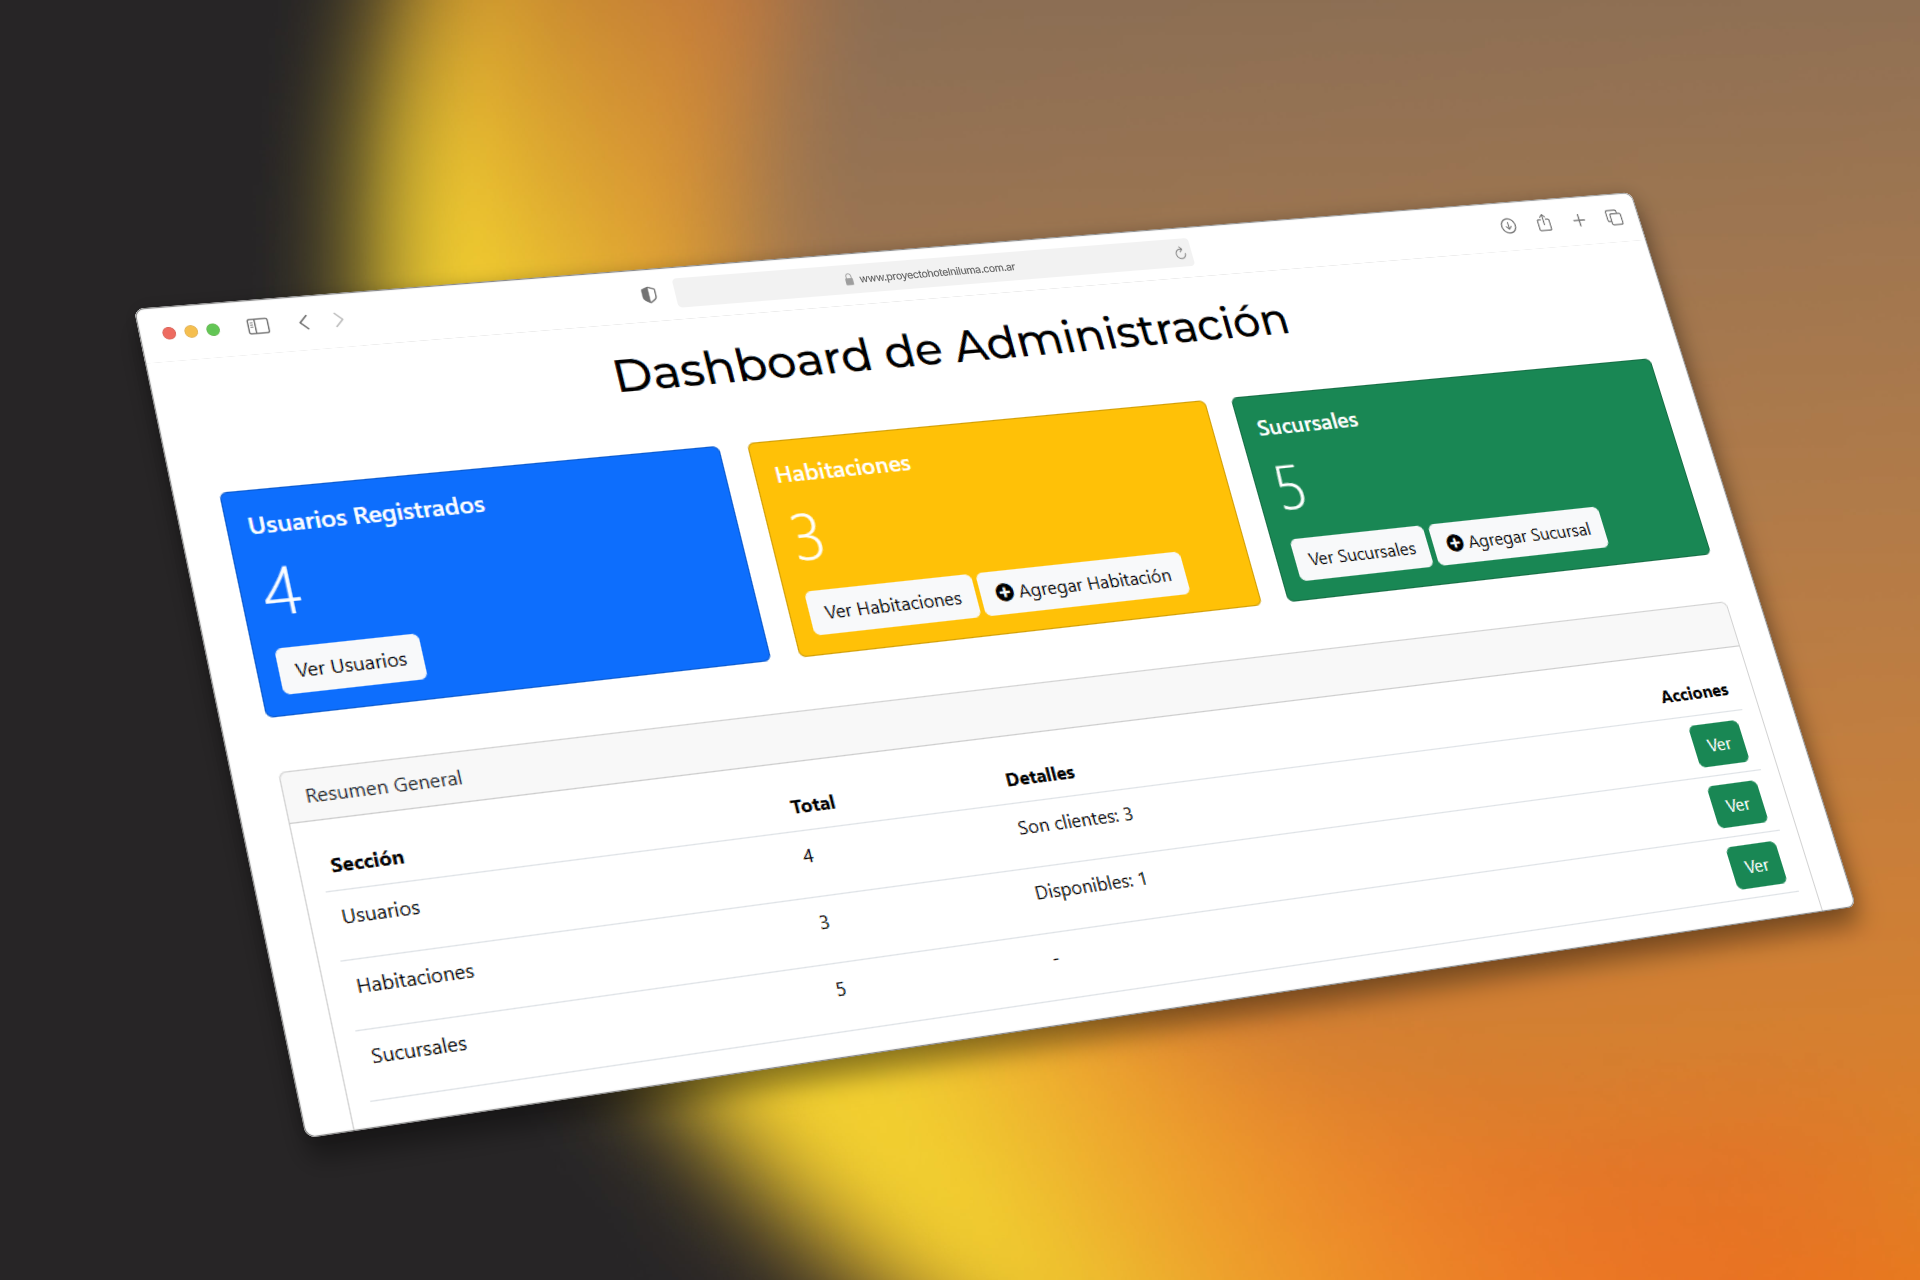 www.proyectohotelniluma.com.ar
Dashboard de Administración
Usuarios Registrados
4
Ver Usuarios
Habitaciones
3
Ver Habitaciones
Agregar Habitación
Sucursales
5
Ver Sucursales
Agregar Sucursal
Resumen General
Sección Total Detalles Acciones
Usuarios 4 Son clientes: 3 Ver
Habitaciones 3 Disponibles: 1 Ver
Sucursales 5 - Ver